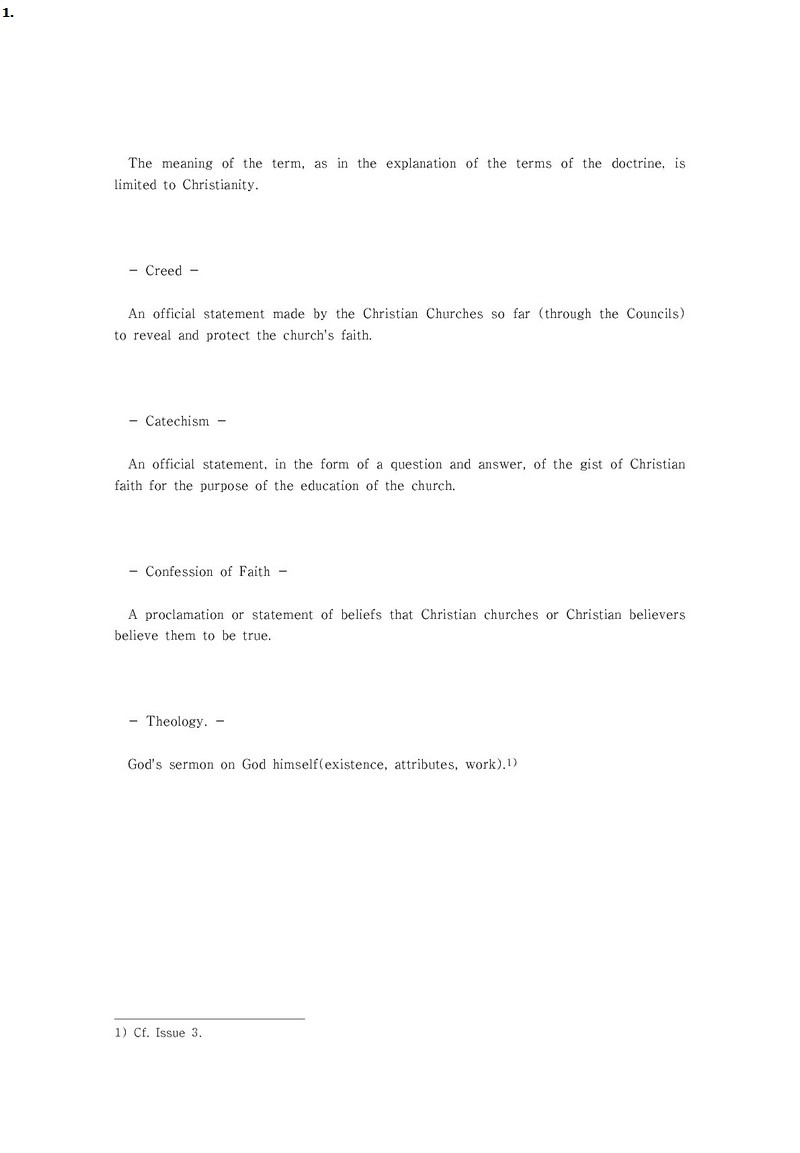 1.
The meaning of the term, as in the explanation of the terms of the doctrine, is
limited to Christianity.
- Creed -
An official statement made by the Christian Churches so far (through the Councils)
to reveal and protect the church's faith.
- Catechism -
An official statement, in the form of a question and answer, of the gist of Christian
faith for the purpose of the education of the church.
- Confession of Faith -
A proclamation or statement of beliefs that Christian churches or Christian believers
believe them to be true.
- Theology. -
God's sermon on God himself(existence, attributes, work).1)
1) Cf. Issue 3.